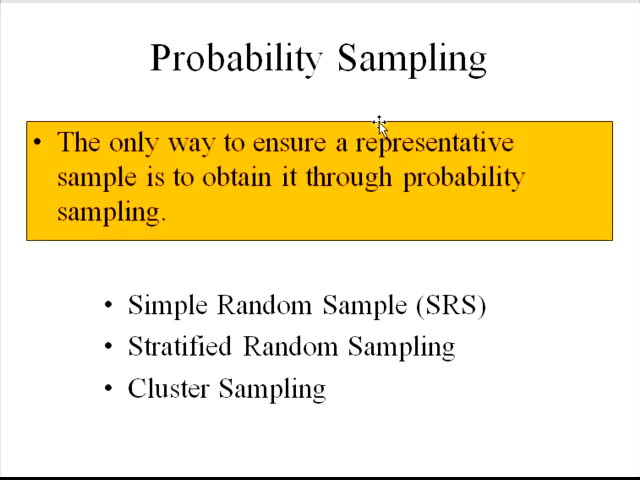 Probability Sampling
• The only way to ensure a representative
sample is to obtain it through probability
sampling.
• Simple Random Sample (SRS)
• Stratified Random Sampling
• Cluster Sampling